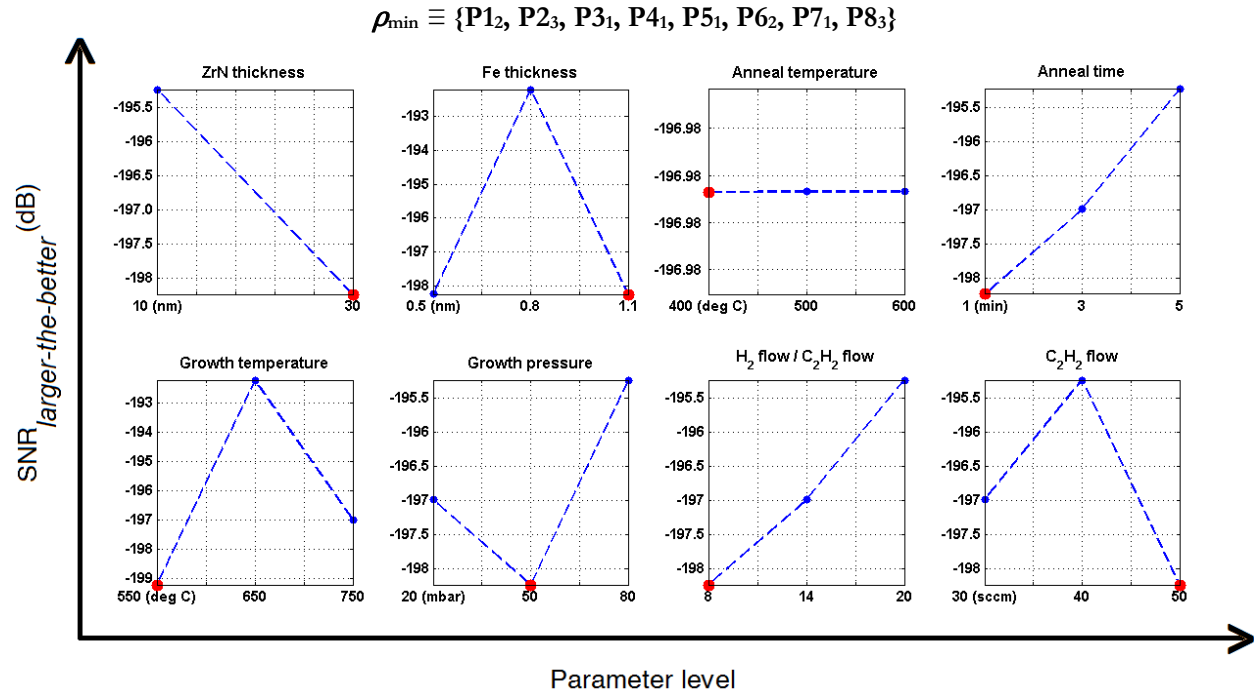 ρmin ≡ {P1₂, P2₃, P3₁, P4₁, P5₁, P6₂, P7₁, P8₃}
SNR larger-the-better (dB)
ZrN thickness
-195.5
-196
-196.5
-197.0
-197.5
-198
10 (nm) 30
Fe thickness
-193
-194
-195
-196
-197
-198
0.5 (nm) 0.8 1.1
Anneal temperature
-196.98
-196.98
-196.98
-196.98
400 (deg C) 500 600
Anneal time
-195.5
-196
-196.5
-197
-197.5
-198
1 (min) 3 5
Growth temperature
-193
-194
-195
-196
-197
-198
-199
550 (deg C) 650 750
Growth pressure
-195.5
-196
-196.5
-197
-197.5
-198
20 (mbar) 50 80
H₂ flow / C₂H₂ flow
-195.5
-196
-196.5
-197
-197.5
-198
8 14 20
C₂H₂ flow
-195.5
-196
-196.5
-197
-197.5
-198
30 (sccm) 40 50
Parameter level